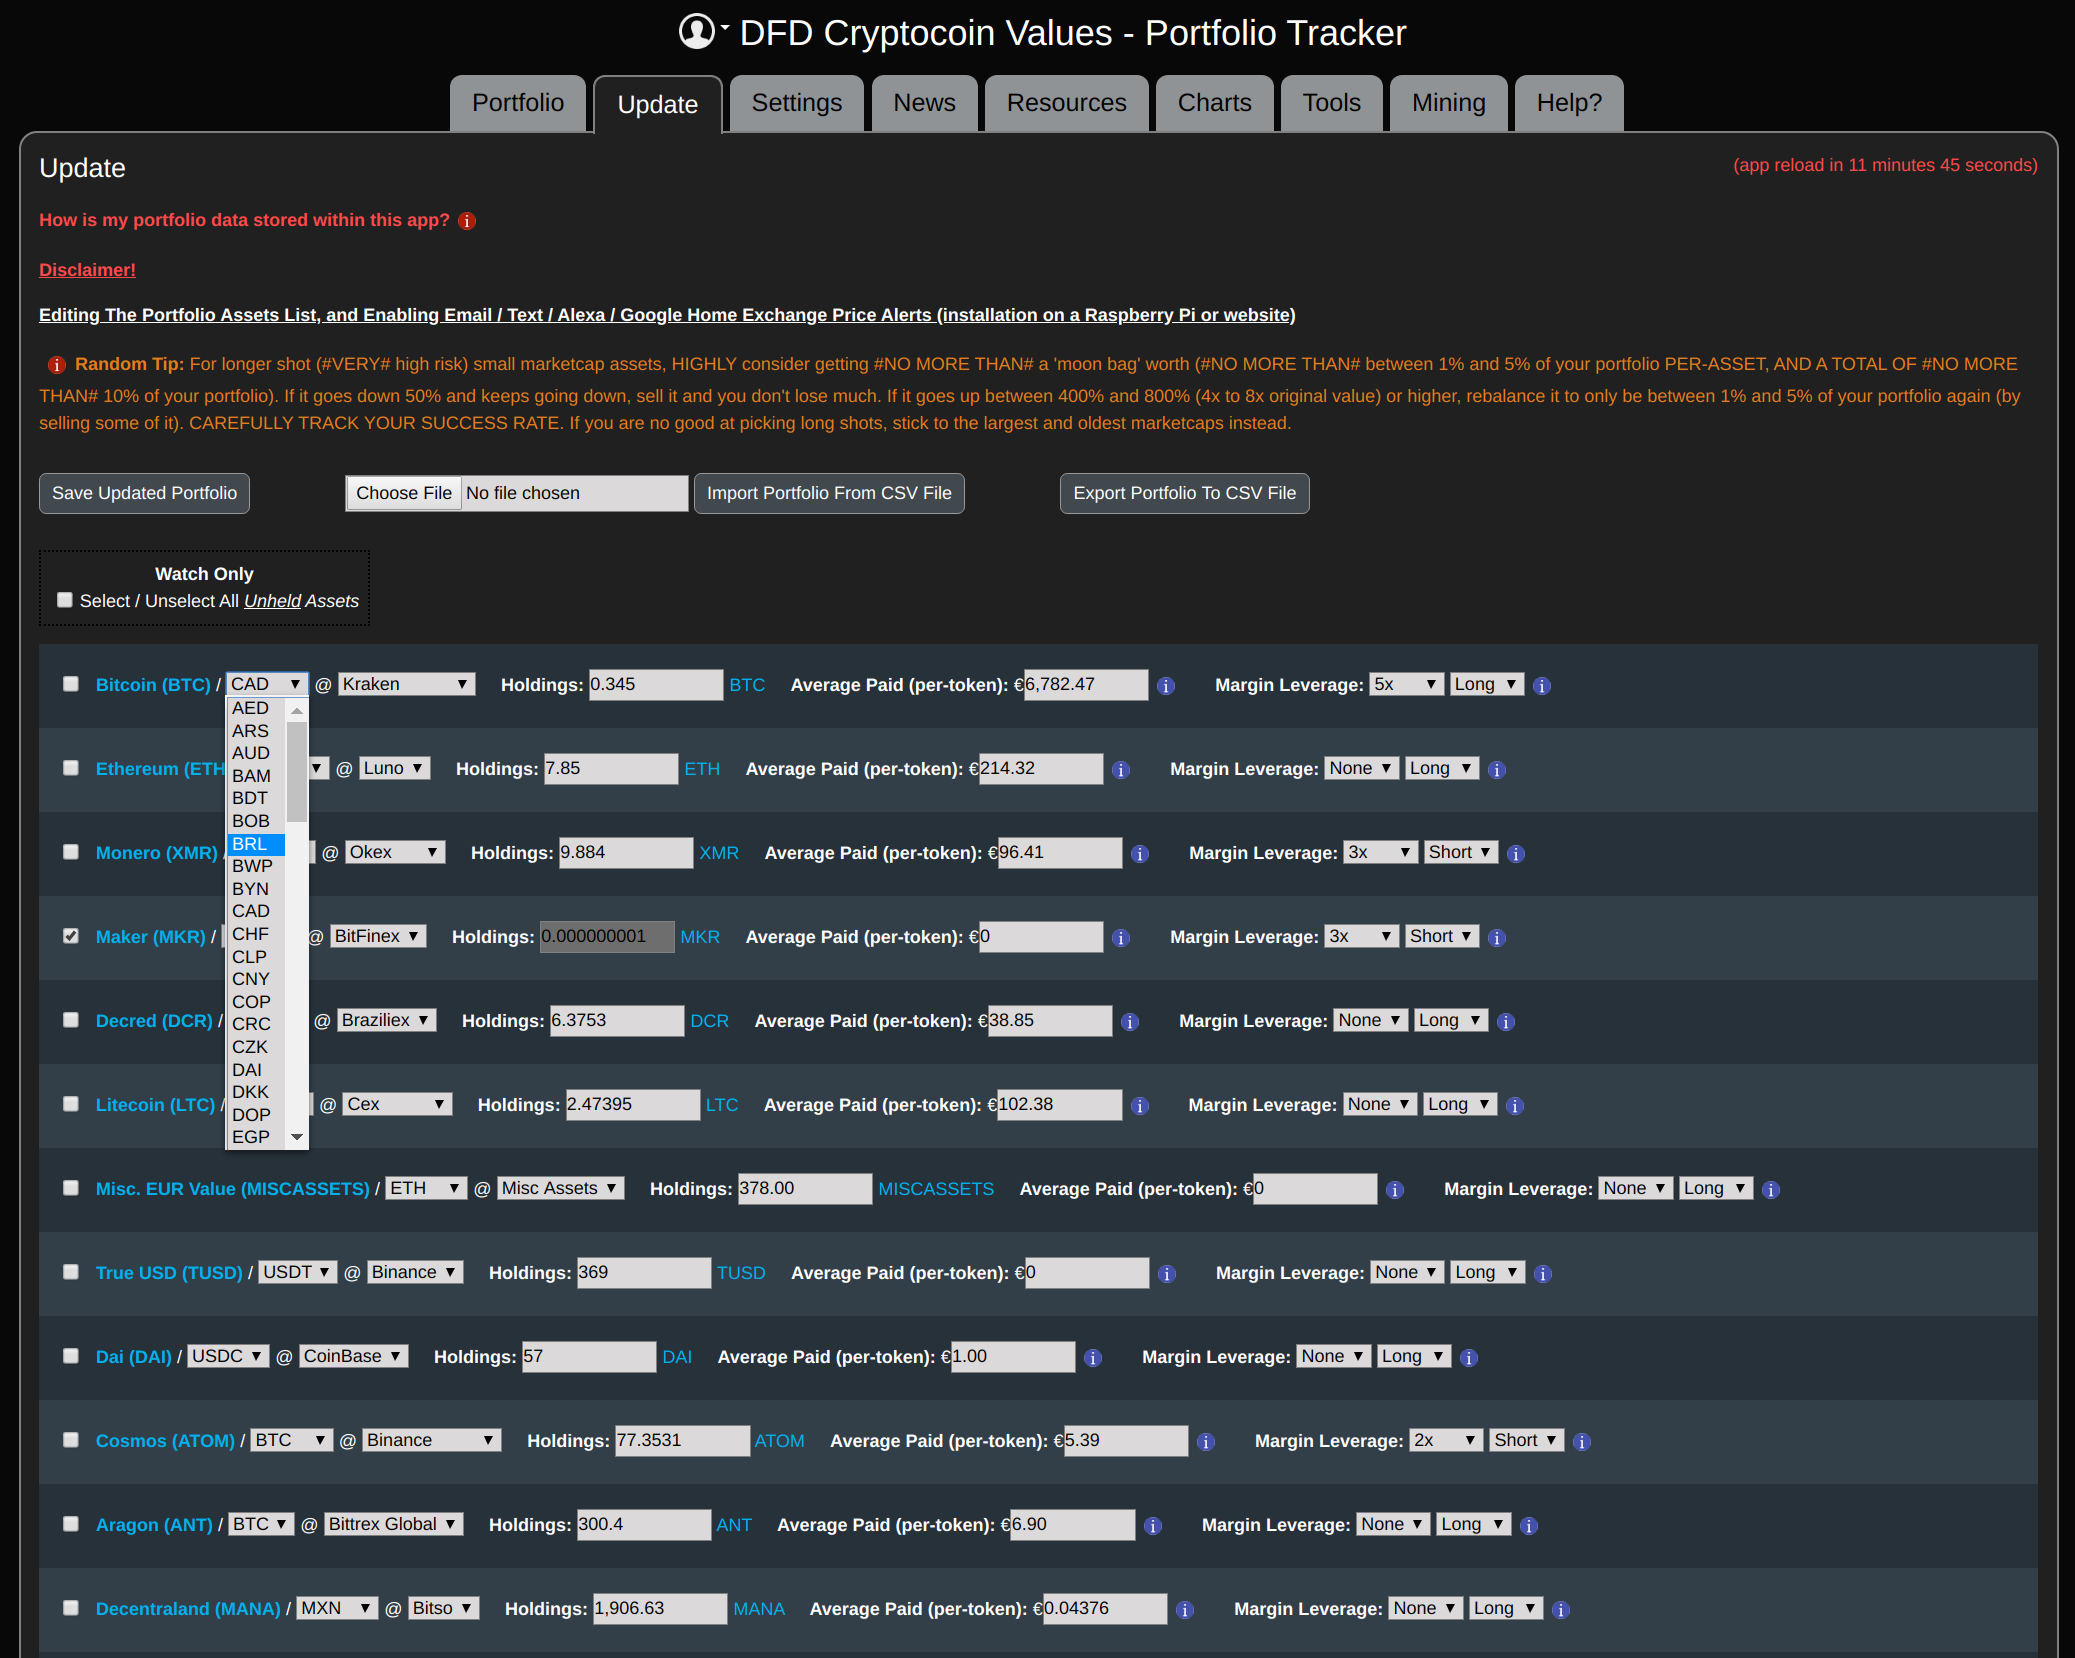 DFD Cryptocoin Values - Portfolio Tracker
Portfolio Update Settings News Resources Charts Tools Mining Help?
Update
(app reload in 11 minutes 45 seconds)
How is my portfolio data stored within this app? i
Disclaimer!
Editing The Portfolio Assets List, and Enabling Email / Text / Alexa / Google Home Exchange Price Alerts (installation on a Raspberry Pi or website)
i Random Tip: For longer shot (#VERY# high risk) small marketcap assets, HIGHLY consider getting #NO MORE THAN# a 'moon bag' worth (#NO MORE THAN# between 1% and 5% of your portfolio PER-ASSET, AND A TOTAL OF #NO MORE
THAN# 10% of your portfolio). If it goes down 50% and keeps going down, sell it and you don't lose much. If it goes up between 400% and 800% (4x to 8x original value) or higher, rebalance it to only be between 1% and 5% of your portfolio again (by
selling some of it). CAREFULLY TRACK YOUR SUCCESS RATE. If you are no good at picking long shots, stick to the largest and oldest marketcaps instead.
Save Updated Portfolio Choose File No file chosen Import Portfolio From CSV File Export Portfolio To CSV File
Watch Only
Select / Unselect All Unheld Assets
Bitcoin (BTC) / CAD @ Kraken Holdings: 0.345 BTC Average Paid (per-token): €6,782.47 i Margin Leverage: 5x Long i
AED
ARS
AUD
BAM
BDT
BOB
BRL
BWP
BYN
CAD
CHF
CLP
CNY
COP
CRC
CZK
DAI
DKK
DOP
EGP
Ethereum (ETH @ Luno Holdings: 7.85 ETH Average Paid (per-token): €214.32 i Margin Leverage: None Long i
Monero (XMR) / @ Okex Holdings: 9.884 XMR Average Paid (per-token): €96.41 i Margin Leverage: 3x Short i
Maker (MKR) / @ BitFinex Holdings: 0.000000001 MKR Average Paid (per-token): €0 i Margin Leverage: 3x Short i
Decred (DCR) / @ Braziliex Holdings: 6.3753 DCR Average Paid (per-token): €38.85 i Margin Leverage: None Long i
Litecoin (LTC) / @ Cex Holdings: 2.47395 LTC Average Paid (per-token): €102.38 i Margin Leverage: None Long i
Misc. EUR Value (MISCASSETS) / ETH @ Misc Assets Holdings: 378.00 MISCASSETS Average Paid (per-token): €0 i Margin Leverage: None Long i
True USD (TUSD) / USDT @ Binance Holdings: 369 TUSD Average Paid (per-token): €0 i Margin Leverage: None Long i
Dai (DAI) / USDC @ CoinBase Holdings: 57 DAI Average Paid (per-token): €1.00 i Margin Leverage: None Long i
Cosmos (ATOM) / BTC @ Binance Holdings: 77.3531 ATOM Average Paid (per-token): €5.39 i Margin Leverage: 2x Short i
Aragon (ANT) / BTC @ Bittrex Global Holdings: 300.4 ANT Average Paid (per-token): €6.90 i Margin Leverage: None Long i
Decentraland (MANA) / MXN @ Bitso Holdings: 1,906.63 MANA Average Paid (per-token): €0.04376 i Margin Leverage: None Long i